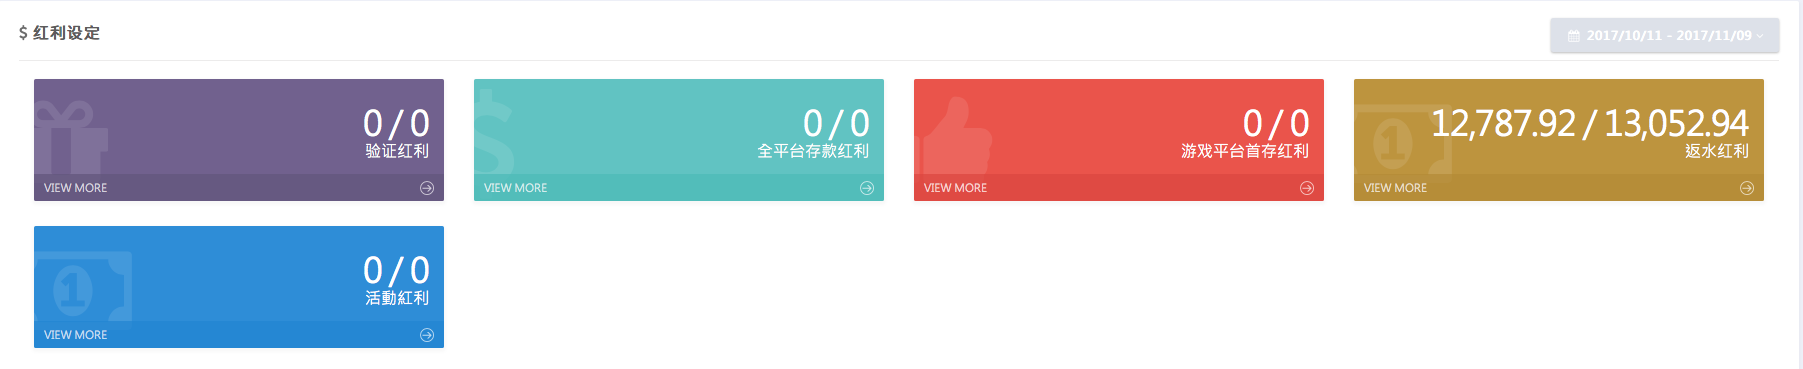 $ 红利设定
2017/10/11 - 2017/11/09
0 / 0
验证红利
VIEW MORE
0 / 0
全平台存款红利
VIEW MORE
0 / 0
游戏平台首存红利
VIEW MORE
12,787.92 / 13,052.94
返水红利
VIEW MORE
0 / 0
活動紅利
VIEW MORE